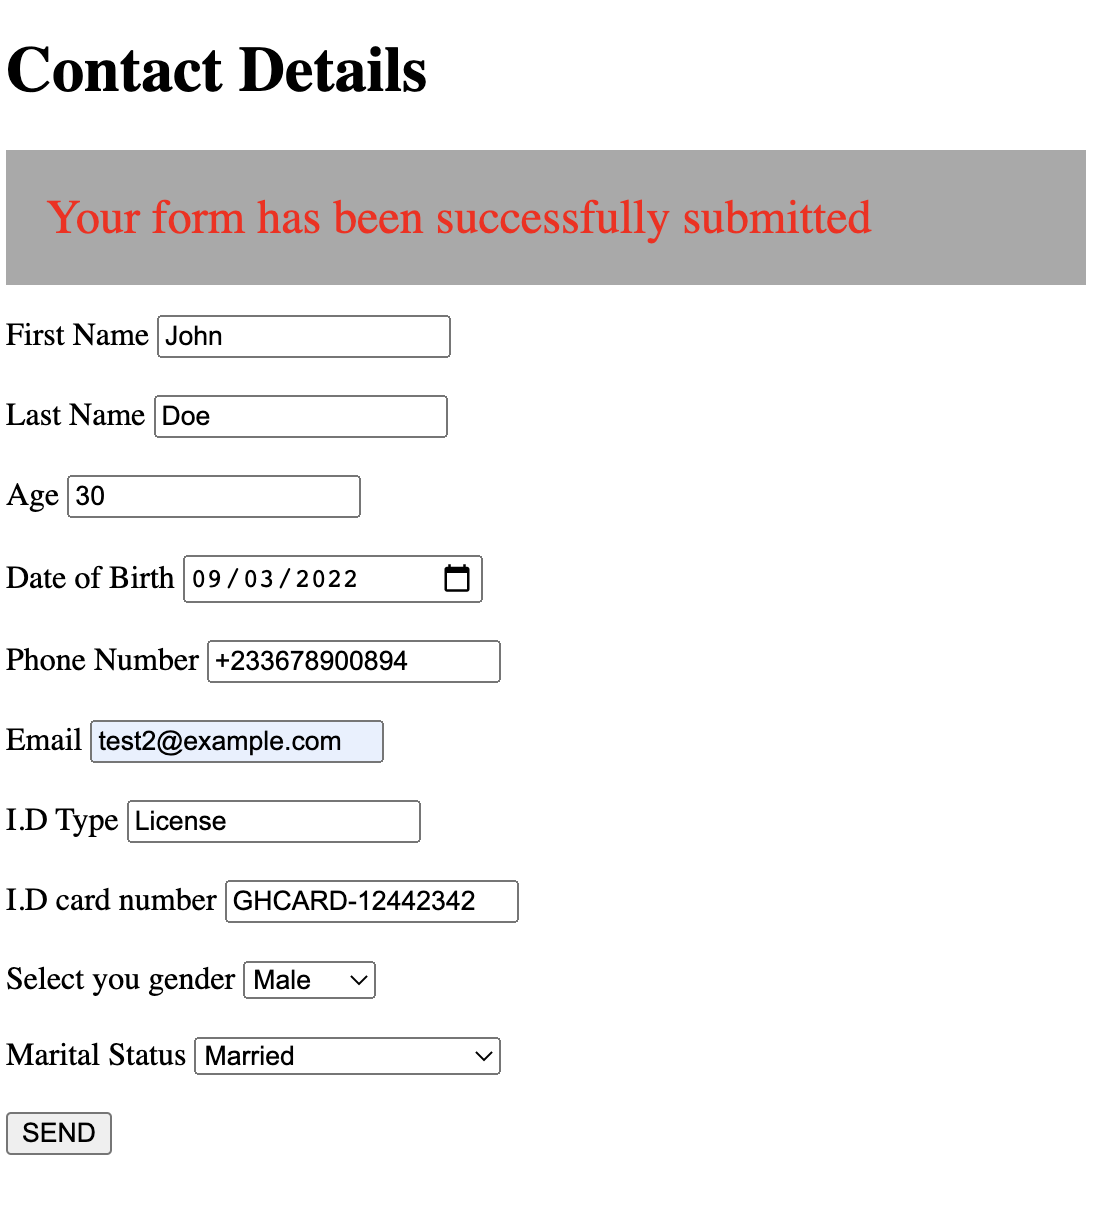 Contact Details
Your form has been successfully submitted
First Name John
Last Name Doe
Age 30
Date of Birth 09/03/2022
Phone Number +233678900894
Email test2@example.com
I.D Type License
I.D card number GHCARD-12442342
Select you gender Male
Marital Status Married
SEND